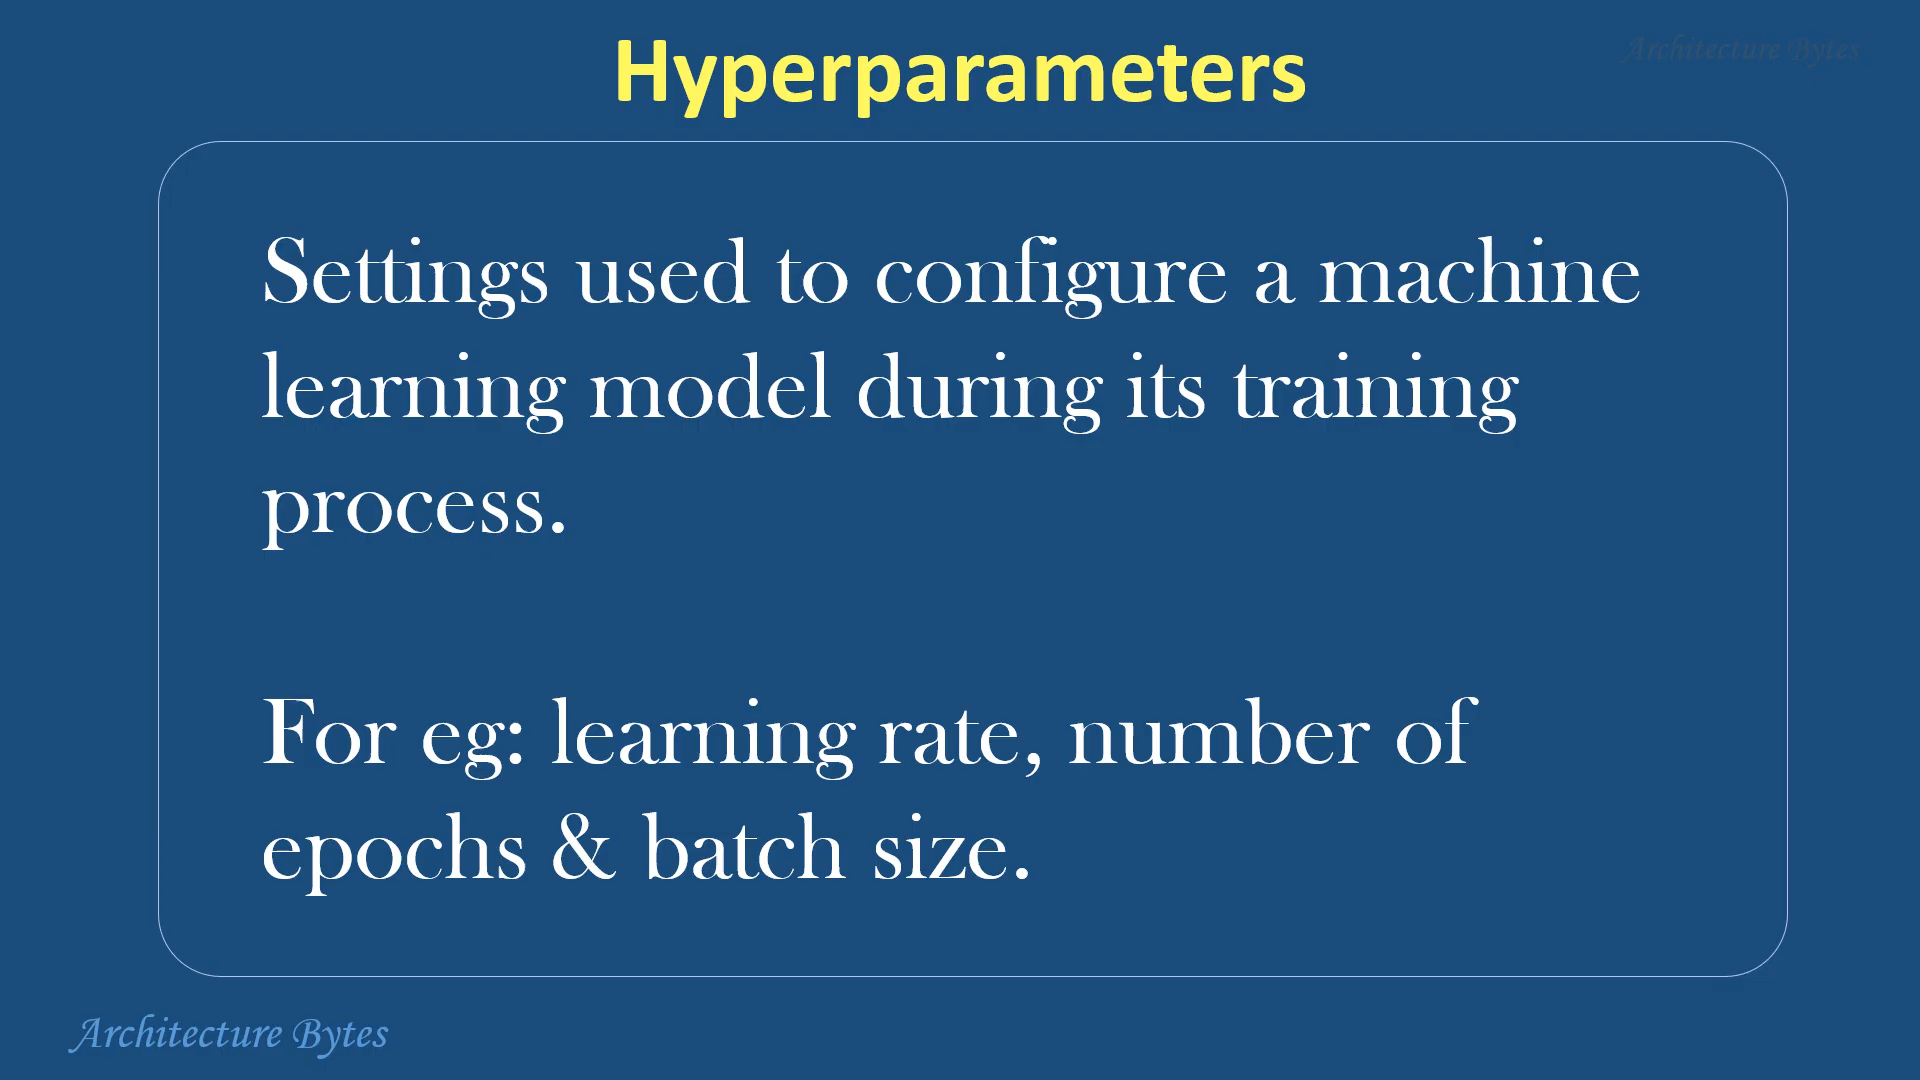 Hyperparameters
Architecture Bytes
Settings used to configure a machine
learning model during its training
process.
For eg: learning rate, number of
epochs & batch size.
Architecture Bytes